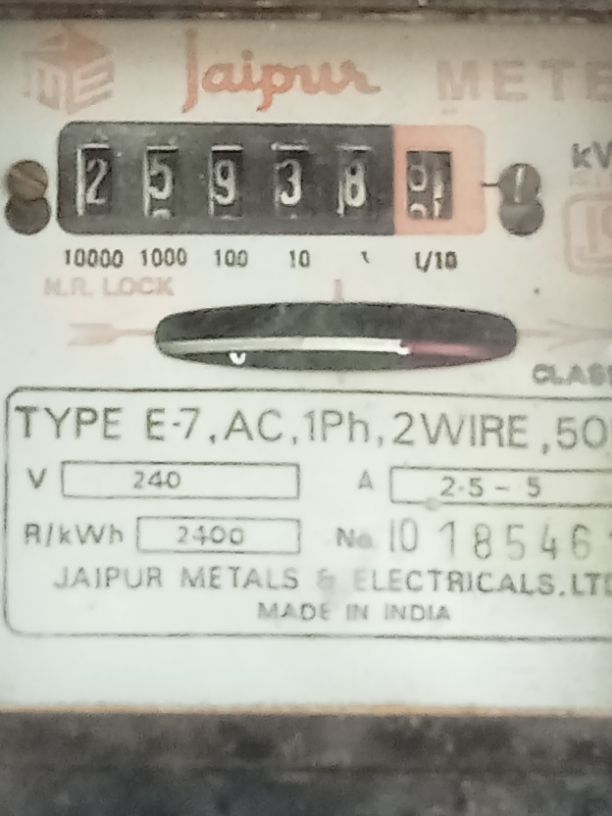 Jaipur METE
kW
2 5 9 3 8
10000 1000 100 10 1 1/10
N.R. LOCK
CLASS
TYPE E-7, AC, 1Ph, 2 WIRE, 50
V 240 A 2.5 - 5
R/kWh 2400 No 10 18546
JAIPUR METALS & ELECTRICALS. LTD
MADE IN INDIA